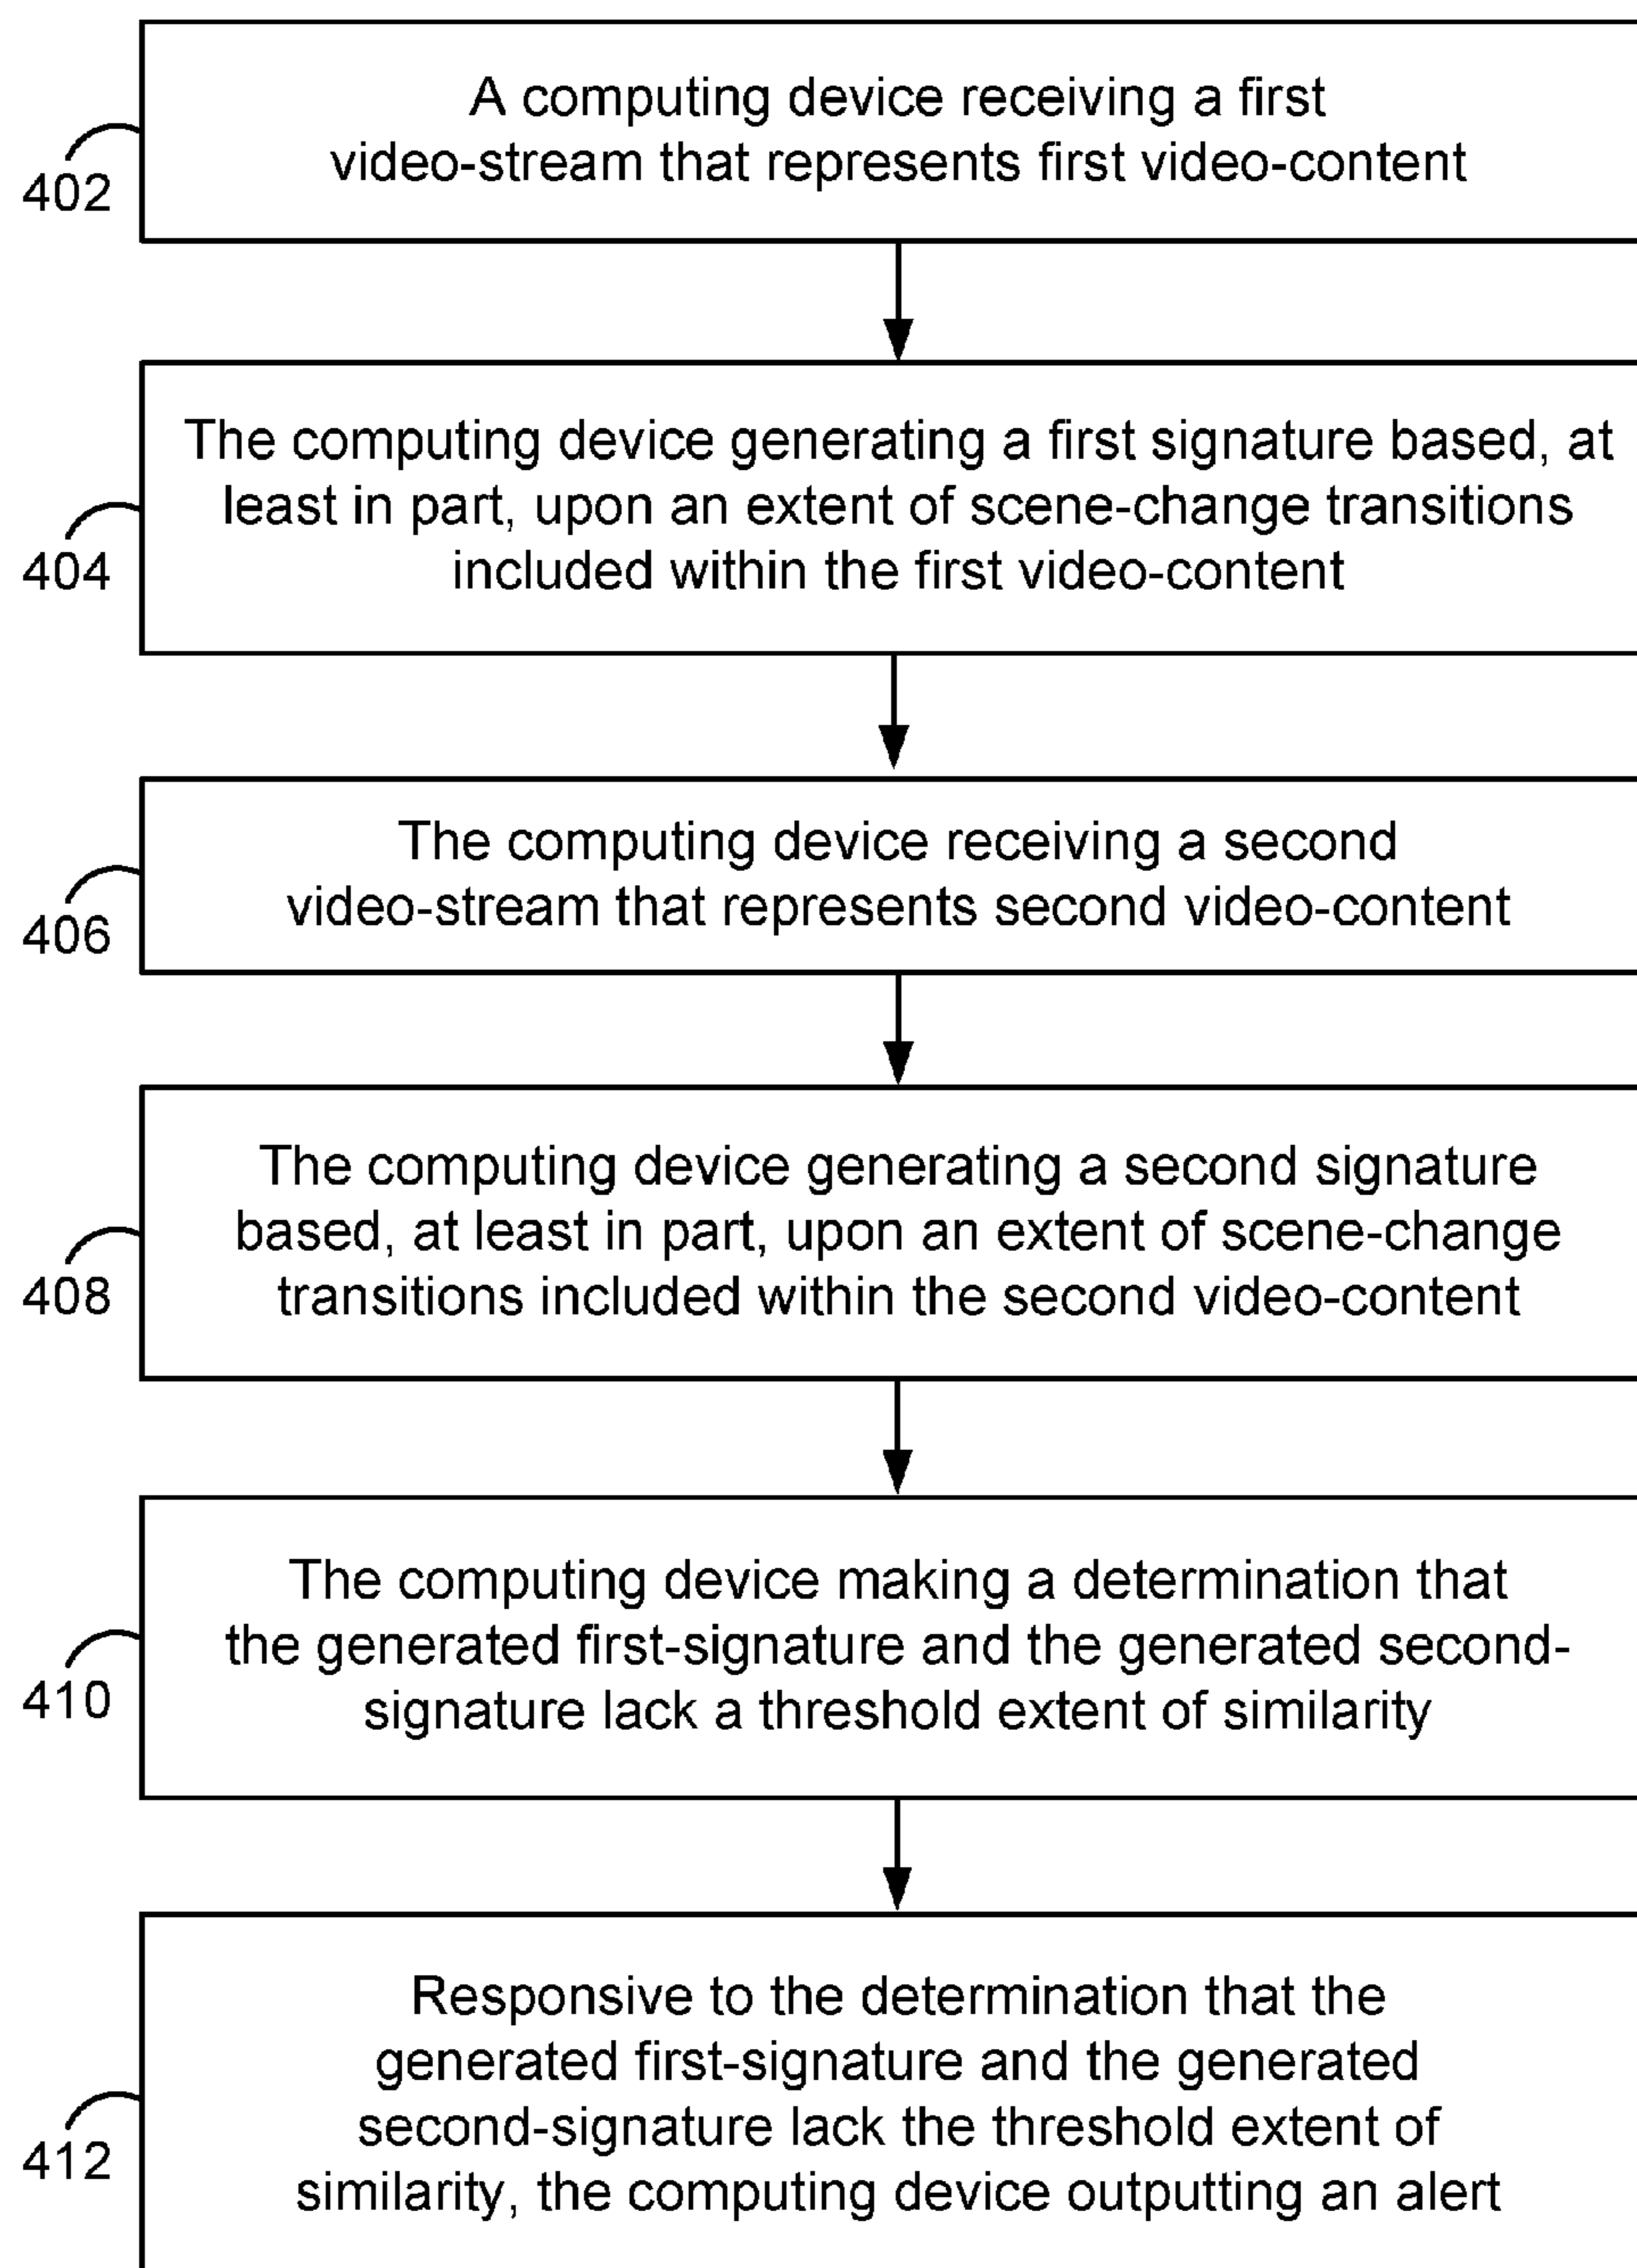 A computing device receiving a first
video-stream that represents first video-content
402
The computing device generating a first signature based, at
least in part, upon an extent of scene-change transitions
included within the first video-content
404
The computing device receiving a second
video-stream that represents second video-content
406
The computing device generating a second signature
based, at least in part, upon an extent of scene-change
transitions included within the second video-content
408
The computing device making a determination that
the generated first-signature and the generated second-
signature lack a threshold extent of similarity
410
Responsive to the determination that the
generated first-signature and the generated
second-signature lack the threshold extent of
similarity, the computing device outputting an alert
412